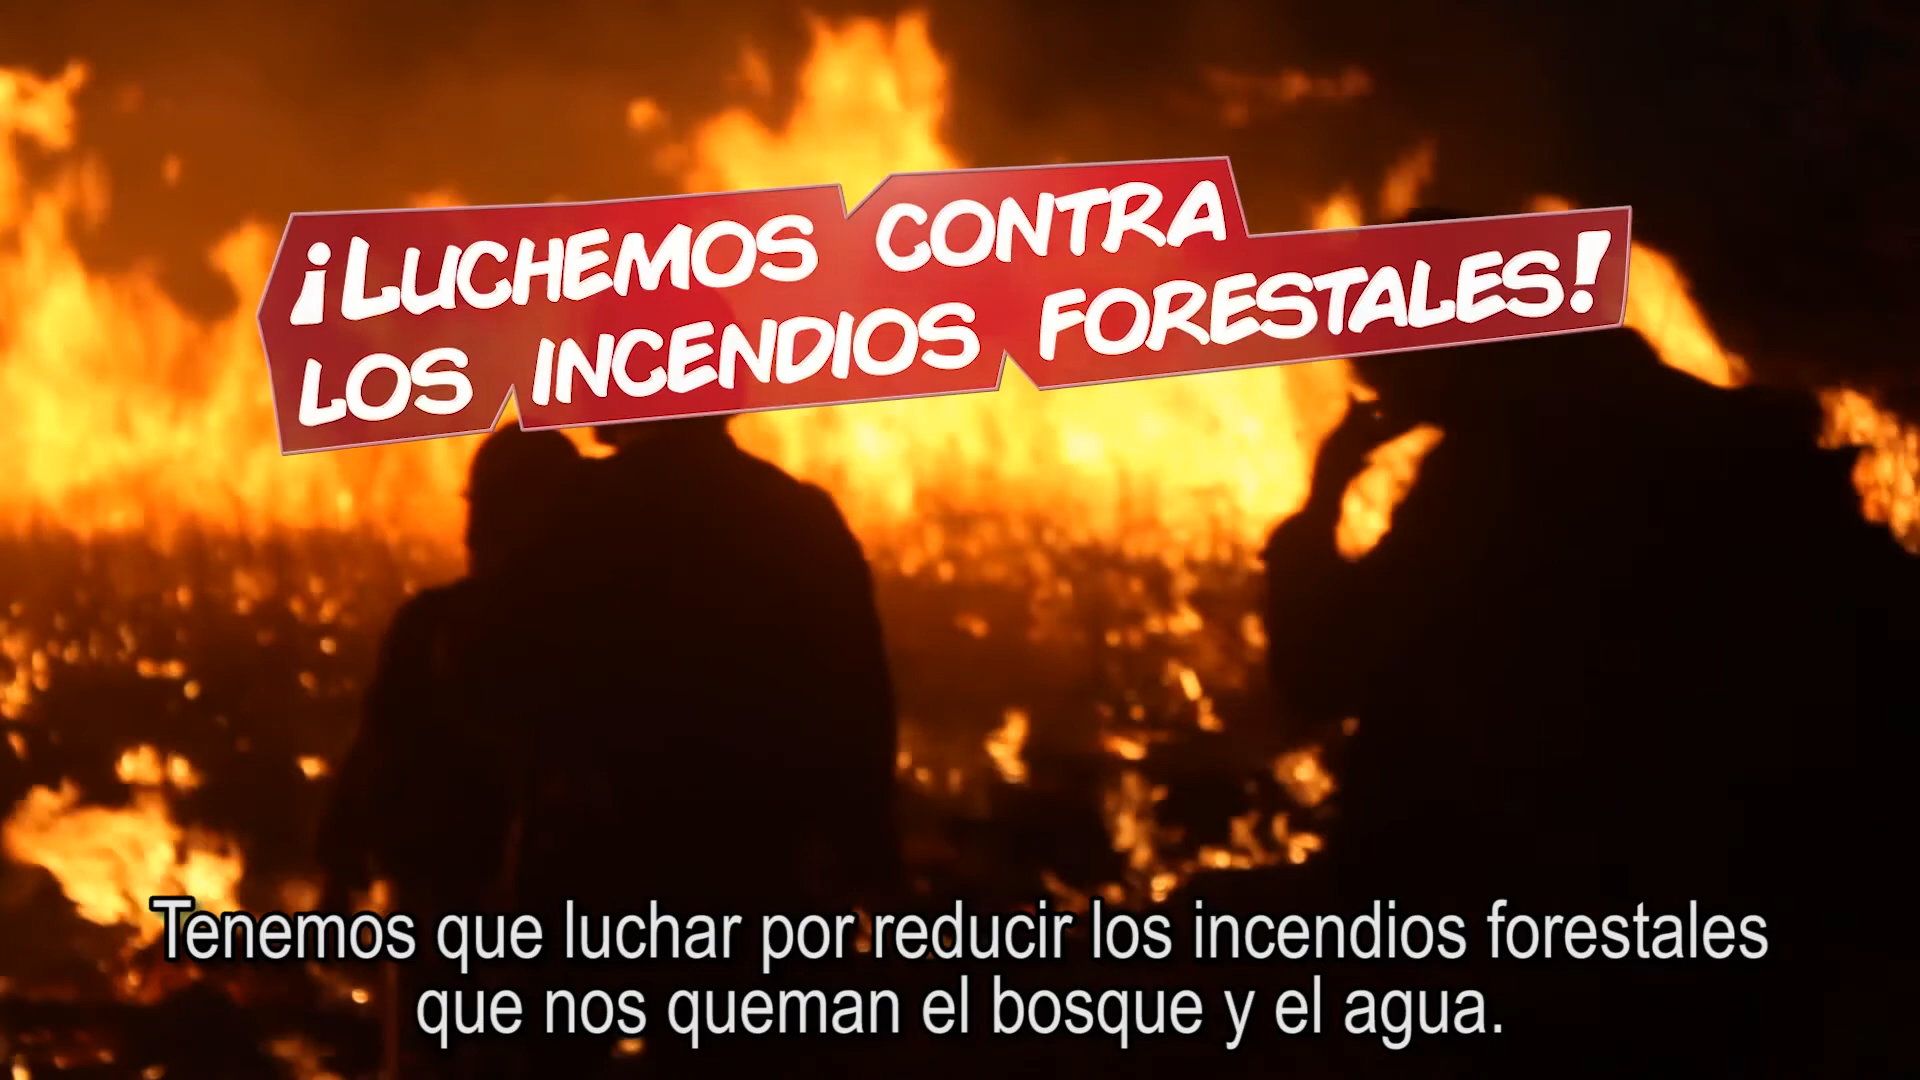 ¡LUCHEMOS CONTRA
LOS INCENDIOS FORESTALES!
Tenemos que luchar por reducir los incendios forestales
que nos queman el bosque y el agua.